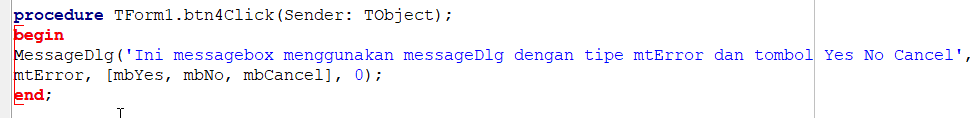 procedure TForm1.btn4Click(Sender: TObject);
begin
MessageDlg('Ini messagebox menggunakan messageDlg dengan tipe mtError dan tombol Yes No Cancel',
mtError, [mbYes, mbNo, mbCancel], 0);
end;